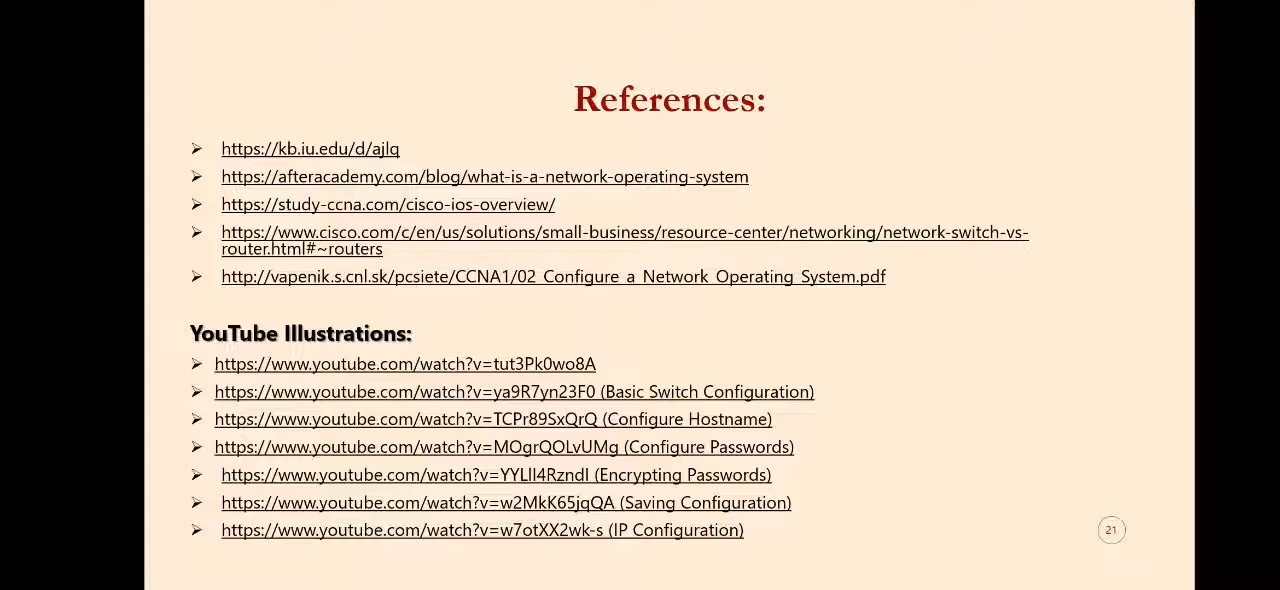 References:
https://kb.iu.edu/d/ajlq
https://afteracademy.com/blog/what-is-a-network-operating-system
https://study-ccna.com/cisco-ios-overview/
https://www.cisco.com/c/en/us/solutions/small-business/resource-center/networking/network-switch-vs-
router.html#~routers
http://vapenik.s.cnl.sk/pcsiete/CCNA1/02_Configure_a_Network_Operating_System.pdf
YouTube Illustrations:
https://www.youtube.com/watch?v=tut3Pk0wo8A
https://www.youtube.com/watch?v=ya9R7yn23F0 (Basic Switch Configuration)
https://www.youtube.com/watch?v=TCPr89SxQrQ (Configure Hostname)
https://www.youtube.com/watch?v=MOgrQOLvUMg (Configure Passwords)
https://www.youtube.com/watch?v=YYLlI4RzndI (Encrypting Passwords)
https://www.youtube.com/watch?v=w2MkK65jqQA (Saving Configuration)
https://www.youtube.com/watch?v=w7otXX2wk-s (IP Configuration)
21